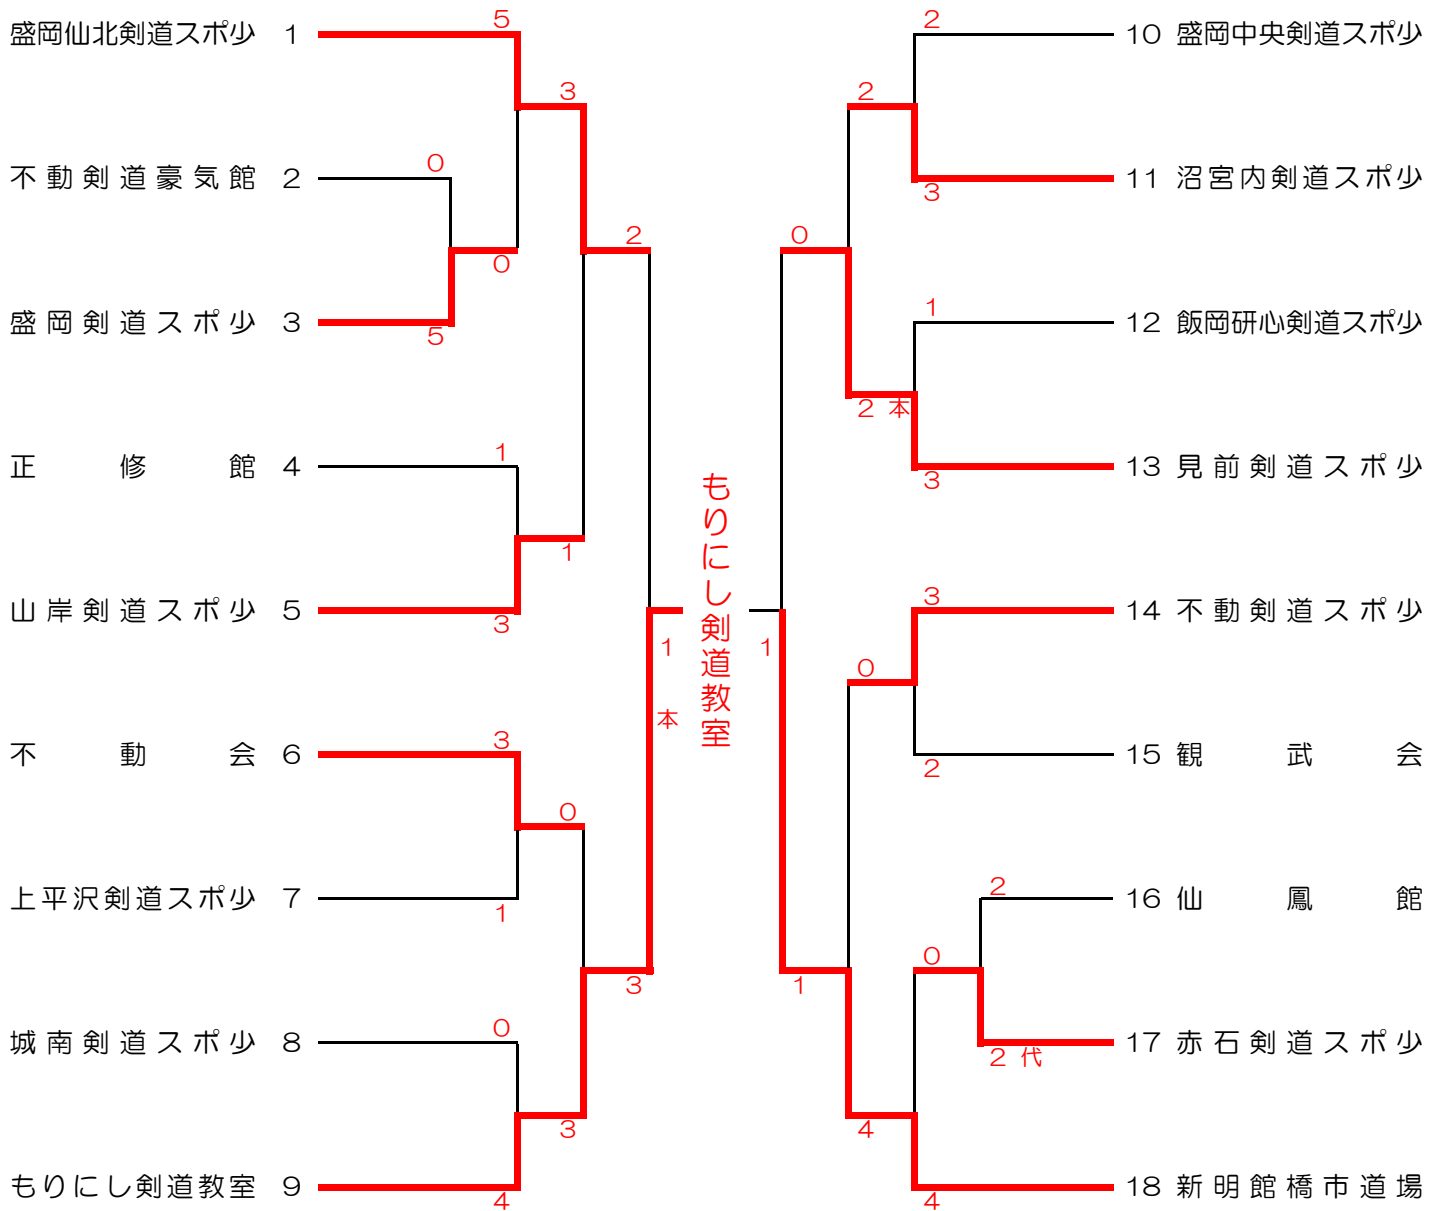 盛岡仙北剣道スポ少 1
5
不動剣道豪気館 2
0
盛岡剣道スポ少 3
5
0
3
正修館 4
1
山岸剣道スポ少 5
3
1
2
不動会 6
3
上平沢剣道スポ少 7
1
0
城南剣道スポ少 8
0
もりにし剣道教室 9
4
3
3
1
本
もりにし剣道教室
1
10 盛岡中央剣道スポ少
2
11 沼宮内剣道スポ少
3
2
12 飯岡研心剣道スポ少
1
13 見前剣道スポ少
3
2 本
0
14 不動剣道スポ少
3
15 観武会
2
0
16 仙鳳館
2
17 赤石剣道スポ少
2 代
0
18 新明館橋市道場
4
4
1